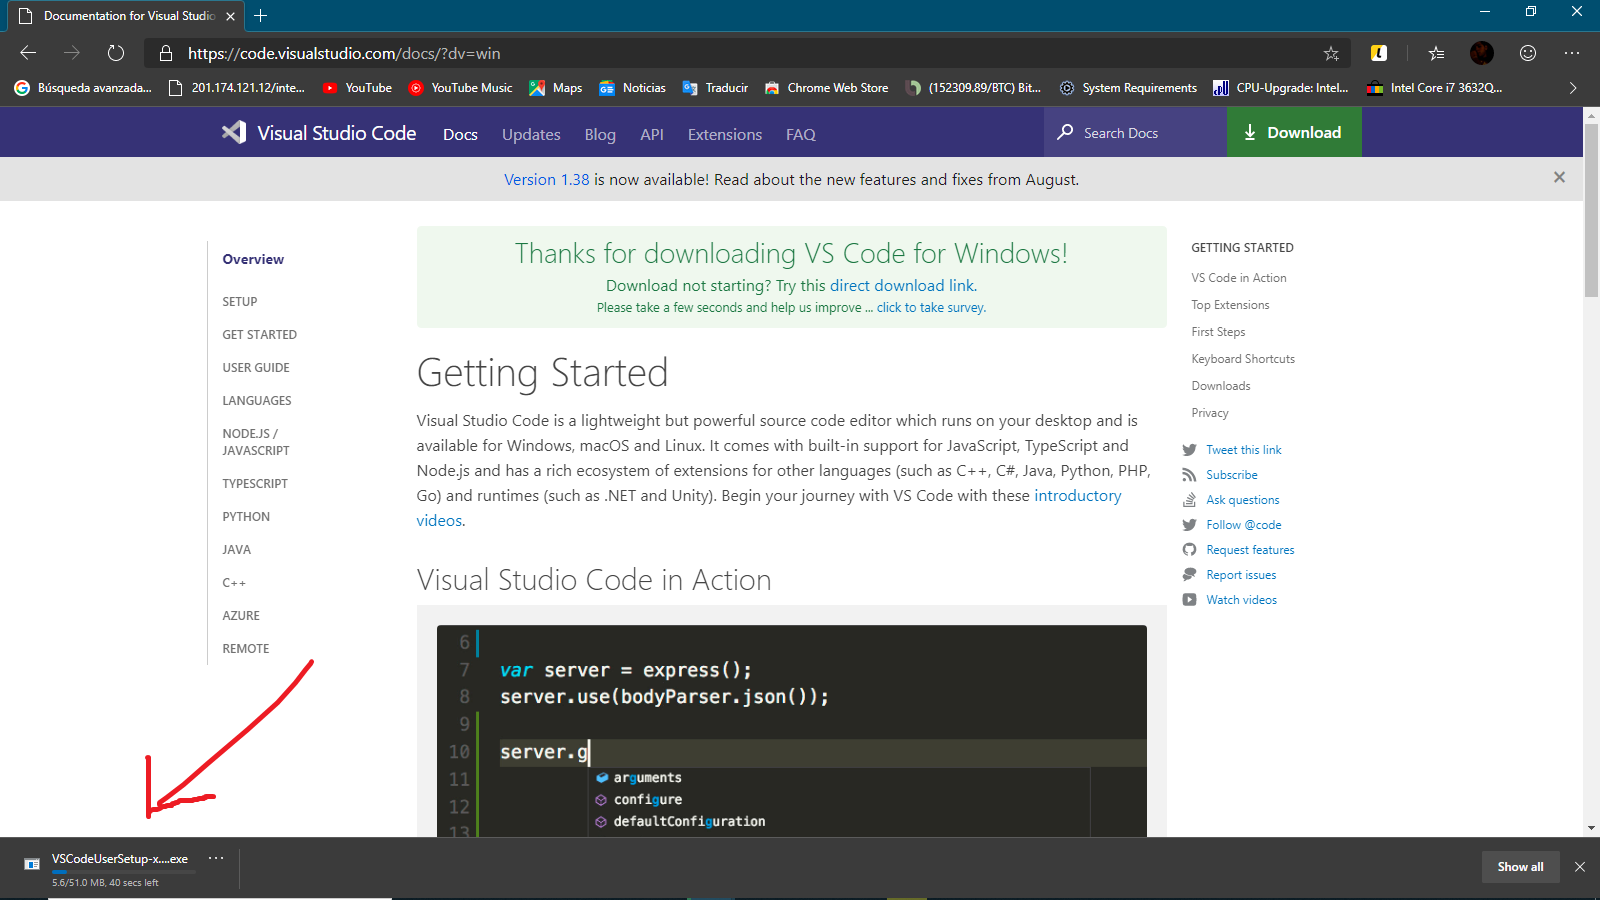 Documentation for Visual Studio
https://code.visualstudio.com/docs/?dv=win
Búsqueda avanzada... 201.174.121.12/inte... YouTube YouTube Music Maps Noticias Traducir Chrome Web Store (152309.89/BTC) Bit... System Requirements CPU-Upgrade: Intel... Intel Core i7 3632Q...
Visual Studio Code Docs Updates Blog API Extensions FAQ Search Docs Download
Version 1.38 is now available! Read about the new features and fixes from August.
Overview
SETUP
GET STARTED
USER GUIDE
LANGUAGES
NODE.JS /
JAVASCRIPT
TYPESCRIPT
PYTHON
JAVA
C++
AZURE
REMOTE
Thanks for downloading VS Code for Windows!
Download not starting? Try this direct download link.
Please take a few seconds and help us improve ... click to take survey.
Getting Started
Visual Studio Code is a lightweight but powerful source code editor which runs on your desktop and is
available for Windows, macOS and Linux. It comes with built-in support for JavaScript, TypeScript and
Node.js and has a rich ecosystem of extensions for other languages (such as C++, C#, Java, Python, PHP,
Go) and runtimes (such as .NET and Unity). Begin your journey with VS Code with these introductory
videos.
Visual Studio Code in Action
6
7 var server = express();
8 server.use(bodyParser.json());
9
10 server.g
11 arguments
12 configure
13 defaultConfiguration
GETTING STARTED
VS Code in Action
Top Extensions
First Steps
Keyboard Shortcuts
Downloads
Privacy
Tweet this link
Subscribe
Ask questions
Follow @code
Request features
Report issues
Watch videos
VSCodeUserSetup-x....exe
5.6/51.0 MB, 40 secs left
Show all